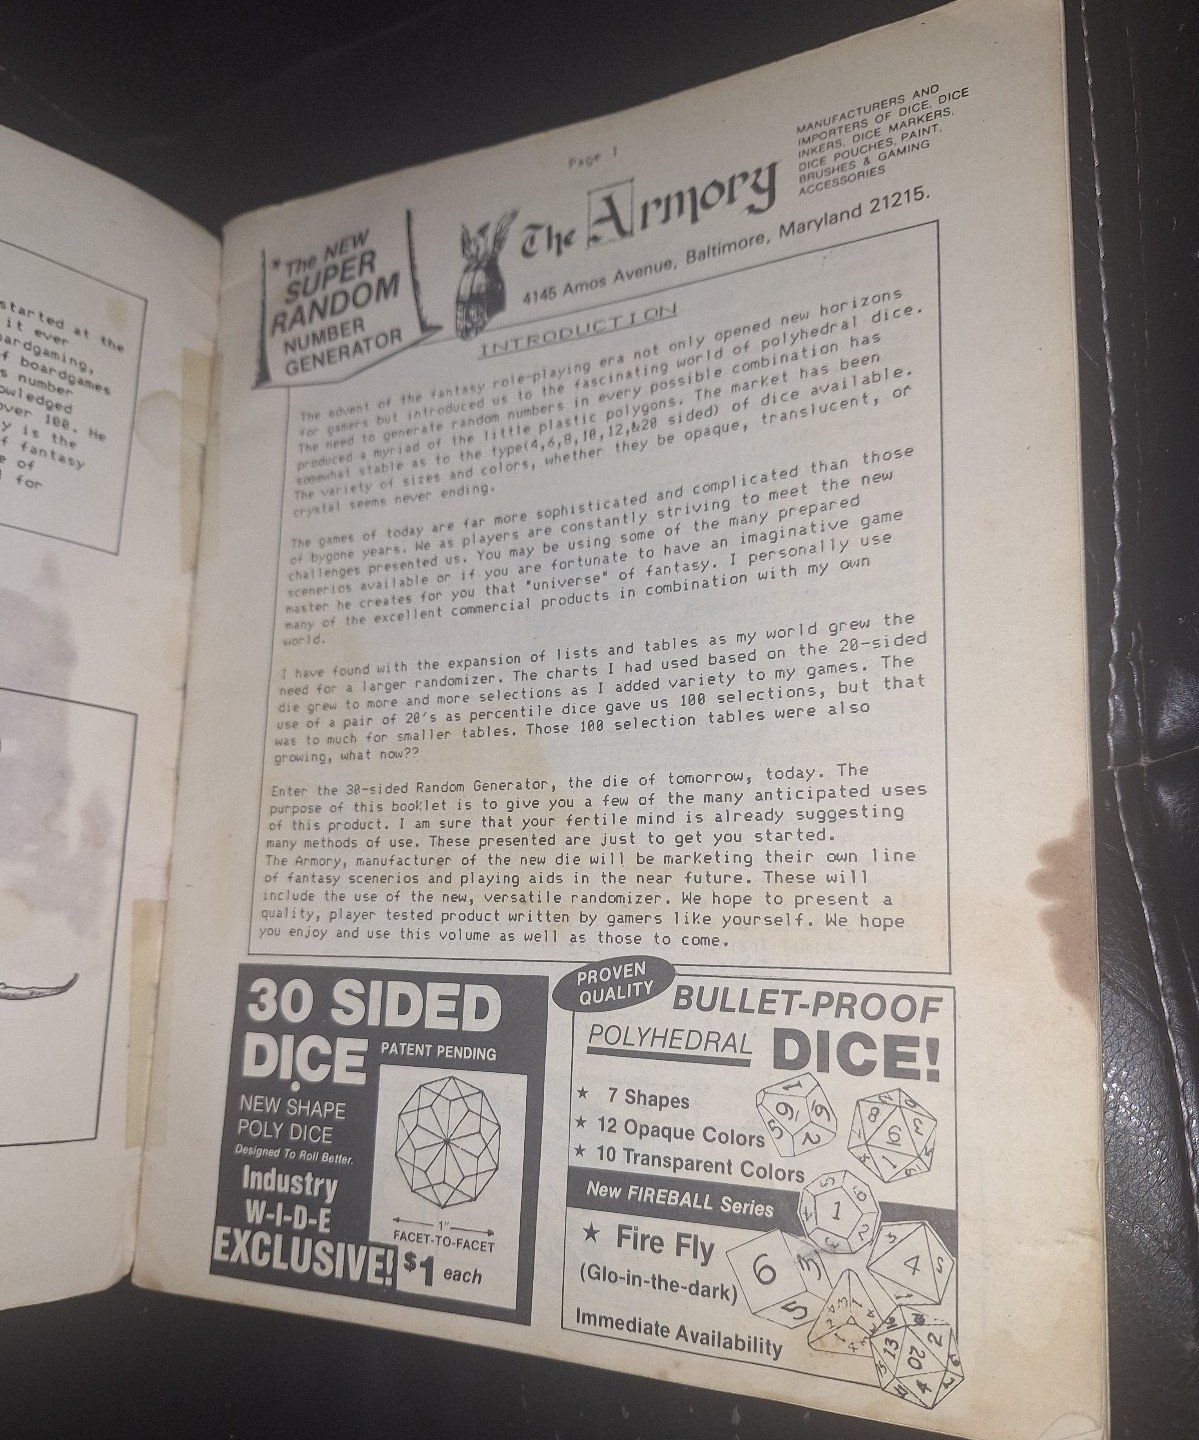 started at the
it ever
ardgaming,
f boardgames
s number
owledged
over 100. He
y is the
f fantasy
e of
for
Page 1
* The NEW
SUPER
RANDOM
NUMBER
GENERATOR
The Armory
4145 Amos Avenue, Baltimore, Maryland 21215.
MANUFACTURERS AND
IMPORTERS OF DICE, DICE
INKERS, DICE MARKERS,
DICE POUCHES, PAINT,
BRUSHES & GAMING
ACCESSORIES
INTRODUCTION
The advent of the fantasy role-playing era not only opened new horizons
for gamers but introduced us to the fascinating world of polyhedral dice.
The need to generate random numbers in every possible combination has
produced a myriad of the little plastic polygons. The market has been
somewhat stable as to the type(4,6,8,10,12,&20 sided) of dice available.
The variety of sizes and colors, whether they be opaque, translucent, or
crystal seems never ending.
The games of today are far more sophisticated and complicated than those
of bygone years. We as players are constantly striving to meet the new
challenges presented us. You may be using some of the many prepared
scenerios available or if you are fortunate to have an imaginative game
master he creates for you that "universe" of fantasy. I personally use
many of the excellent commercial products in combination with my own
world.
I have found with the expansion of lists and tables as my world grew the
need for a larger randomizer. The charts I had used based on the 20-sided
die grew to more and more selections as I added variety to my games. The
use of a pair of 20's as percentile dice gave us 100 selections, but that
was to much for smaller tables. Those 100 selection tables were also
growing, what now??
Enter the 30-sided Random Generator, the die of tomorrow, today. The
purpose of this booklet is to give you a few of the many anticipated uses
of this product. I am sure that your fertile mind is already suggesting
many methods of use. These presented are just to get you started.
The Armory, manufacturer of the new die will be marketing their own line
of fantasy scenerios and playing aids in the near future. These will
include the use of the new, versatile randomizer. We hope to present a
quality, player tested product written by gamers like yourself. We hope
you enjoy and use this volume as well as those to come.
30 SIDED
DICE PATENT PENDING
NEW SHAPE
POLY DICE
Designed To Roll Better.
Industry
W-I-D-E
EXCLUSIVE!
1"
FACET-TO-FACET
$1 each
PROVEN
QUALITY
BULLET-PROOF
POLYHEDRAL DICE!
★ 7 Shapes
★ 12 Opaque Colors
★ 10 Transparent Colors
New FIREBALL Series
★ Fire Fly
(Glo-in-the-dark)
Immediate Availability